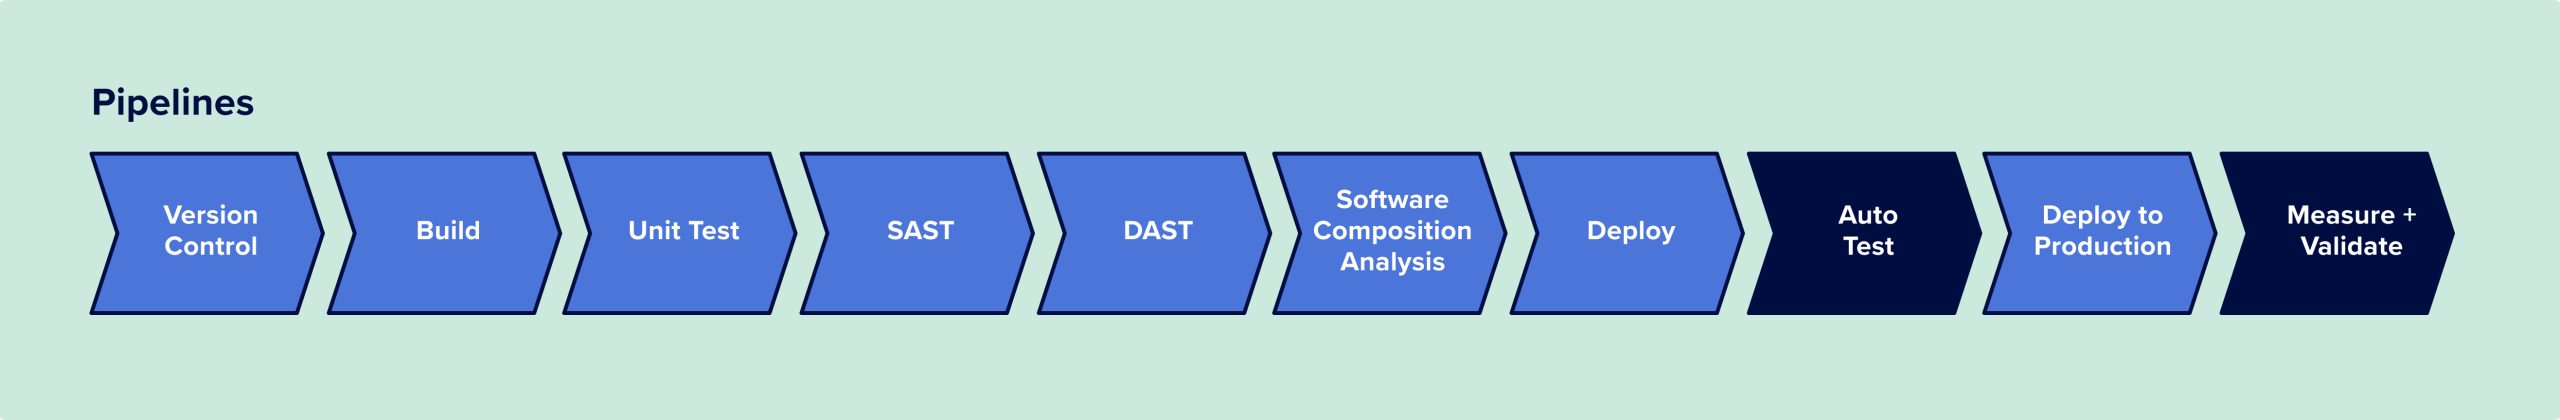 Pipelines
Version
Control
Build
Unit Test
SAST
DAST
Software
Composition
Analysis
Deploy
Auto
Test
Deploy to
Production
Measure +
Validate